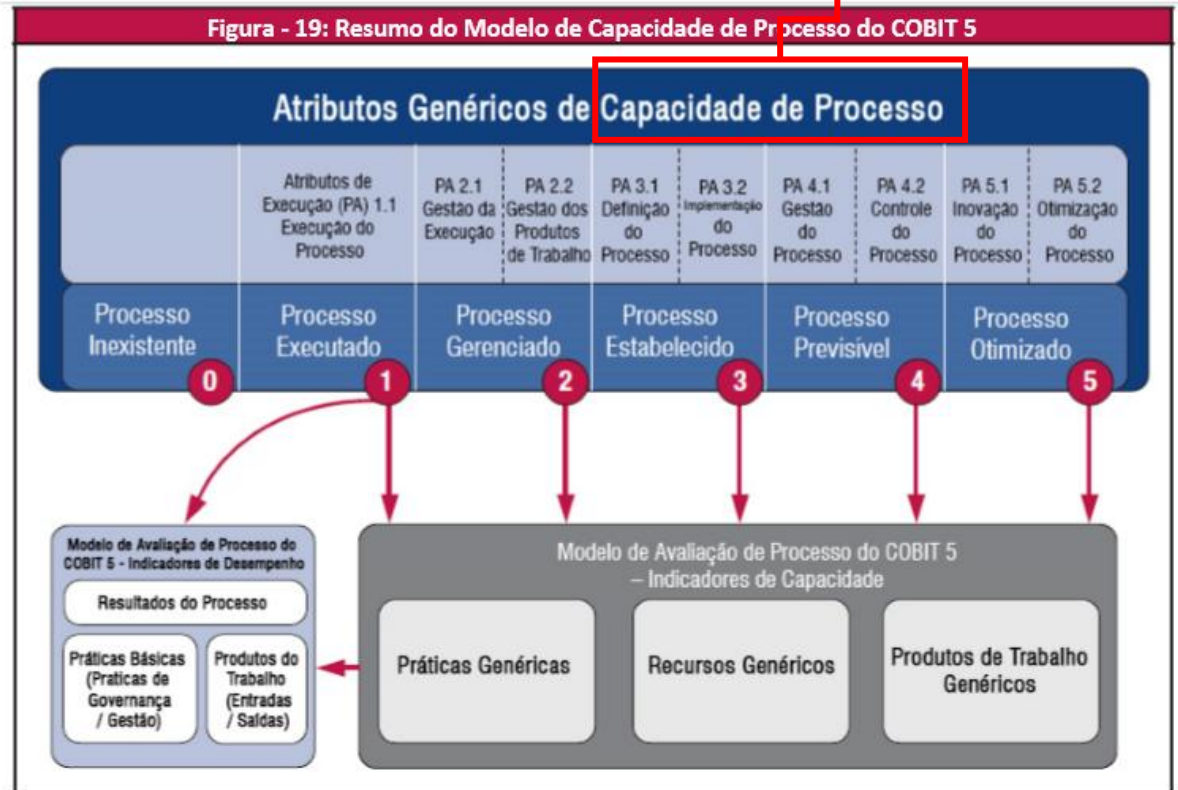 Figura - 19: Resumo do Modelo de Capacidade de Processo do COBIT 5
Atributos Genéricos de Capacidade de Processo
Atributos de
Execução (PA) 1.1
Execução do
Processo
PA 2.1
Gestão da
Execução
PA 2.2
Gestão dos
Produtos
de Trabalho
PA 3.1
Definição
do
Processo
PA 3.2
Implementação
do
Processo
PA 4.1
Gestão
do
Processo
PA 4.2
Controle
do
Processo
PA 5.1
Inovação
do
Processo
PA 5.2
Otimização
do
Processo
Processo
Inexistente
0
Processo
Executado
1
Processo
Gerenciado
2
Processo
Estabelecido
3
Processo
Previsível
4
Processo
Otimizado
5
Modelo de Avaliação de Processo do
COBIT 5 - Indicadores de Desempenho
Resultados do Processo
Práticas Básicas
(Praticas de
Governança
/ Gestão)
Produtos do
Trabalho
(Entradas
/ Saídas)
Modelo de Avaliação de Processo do COBIT 5
– Indicadores de Capacidade
Práticas Genéricas
Recursos Genéricos
Produtos de Trabalho
Genéricos